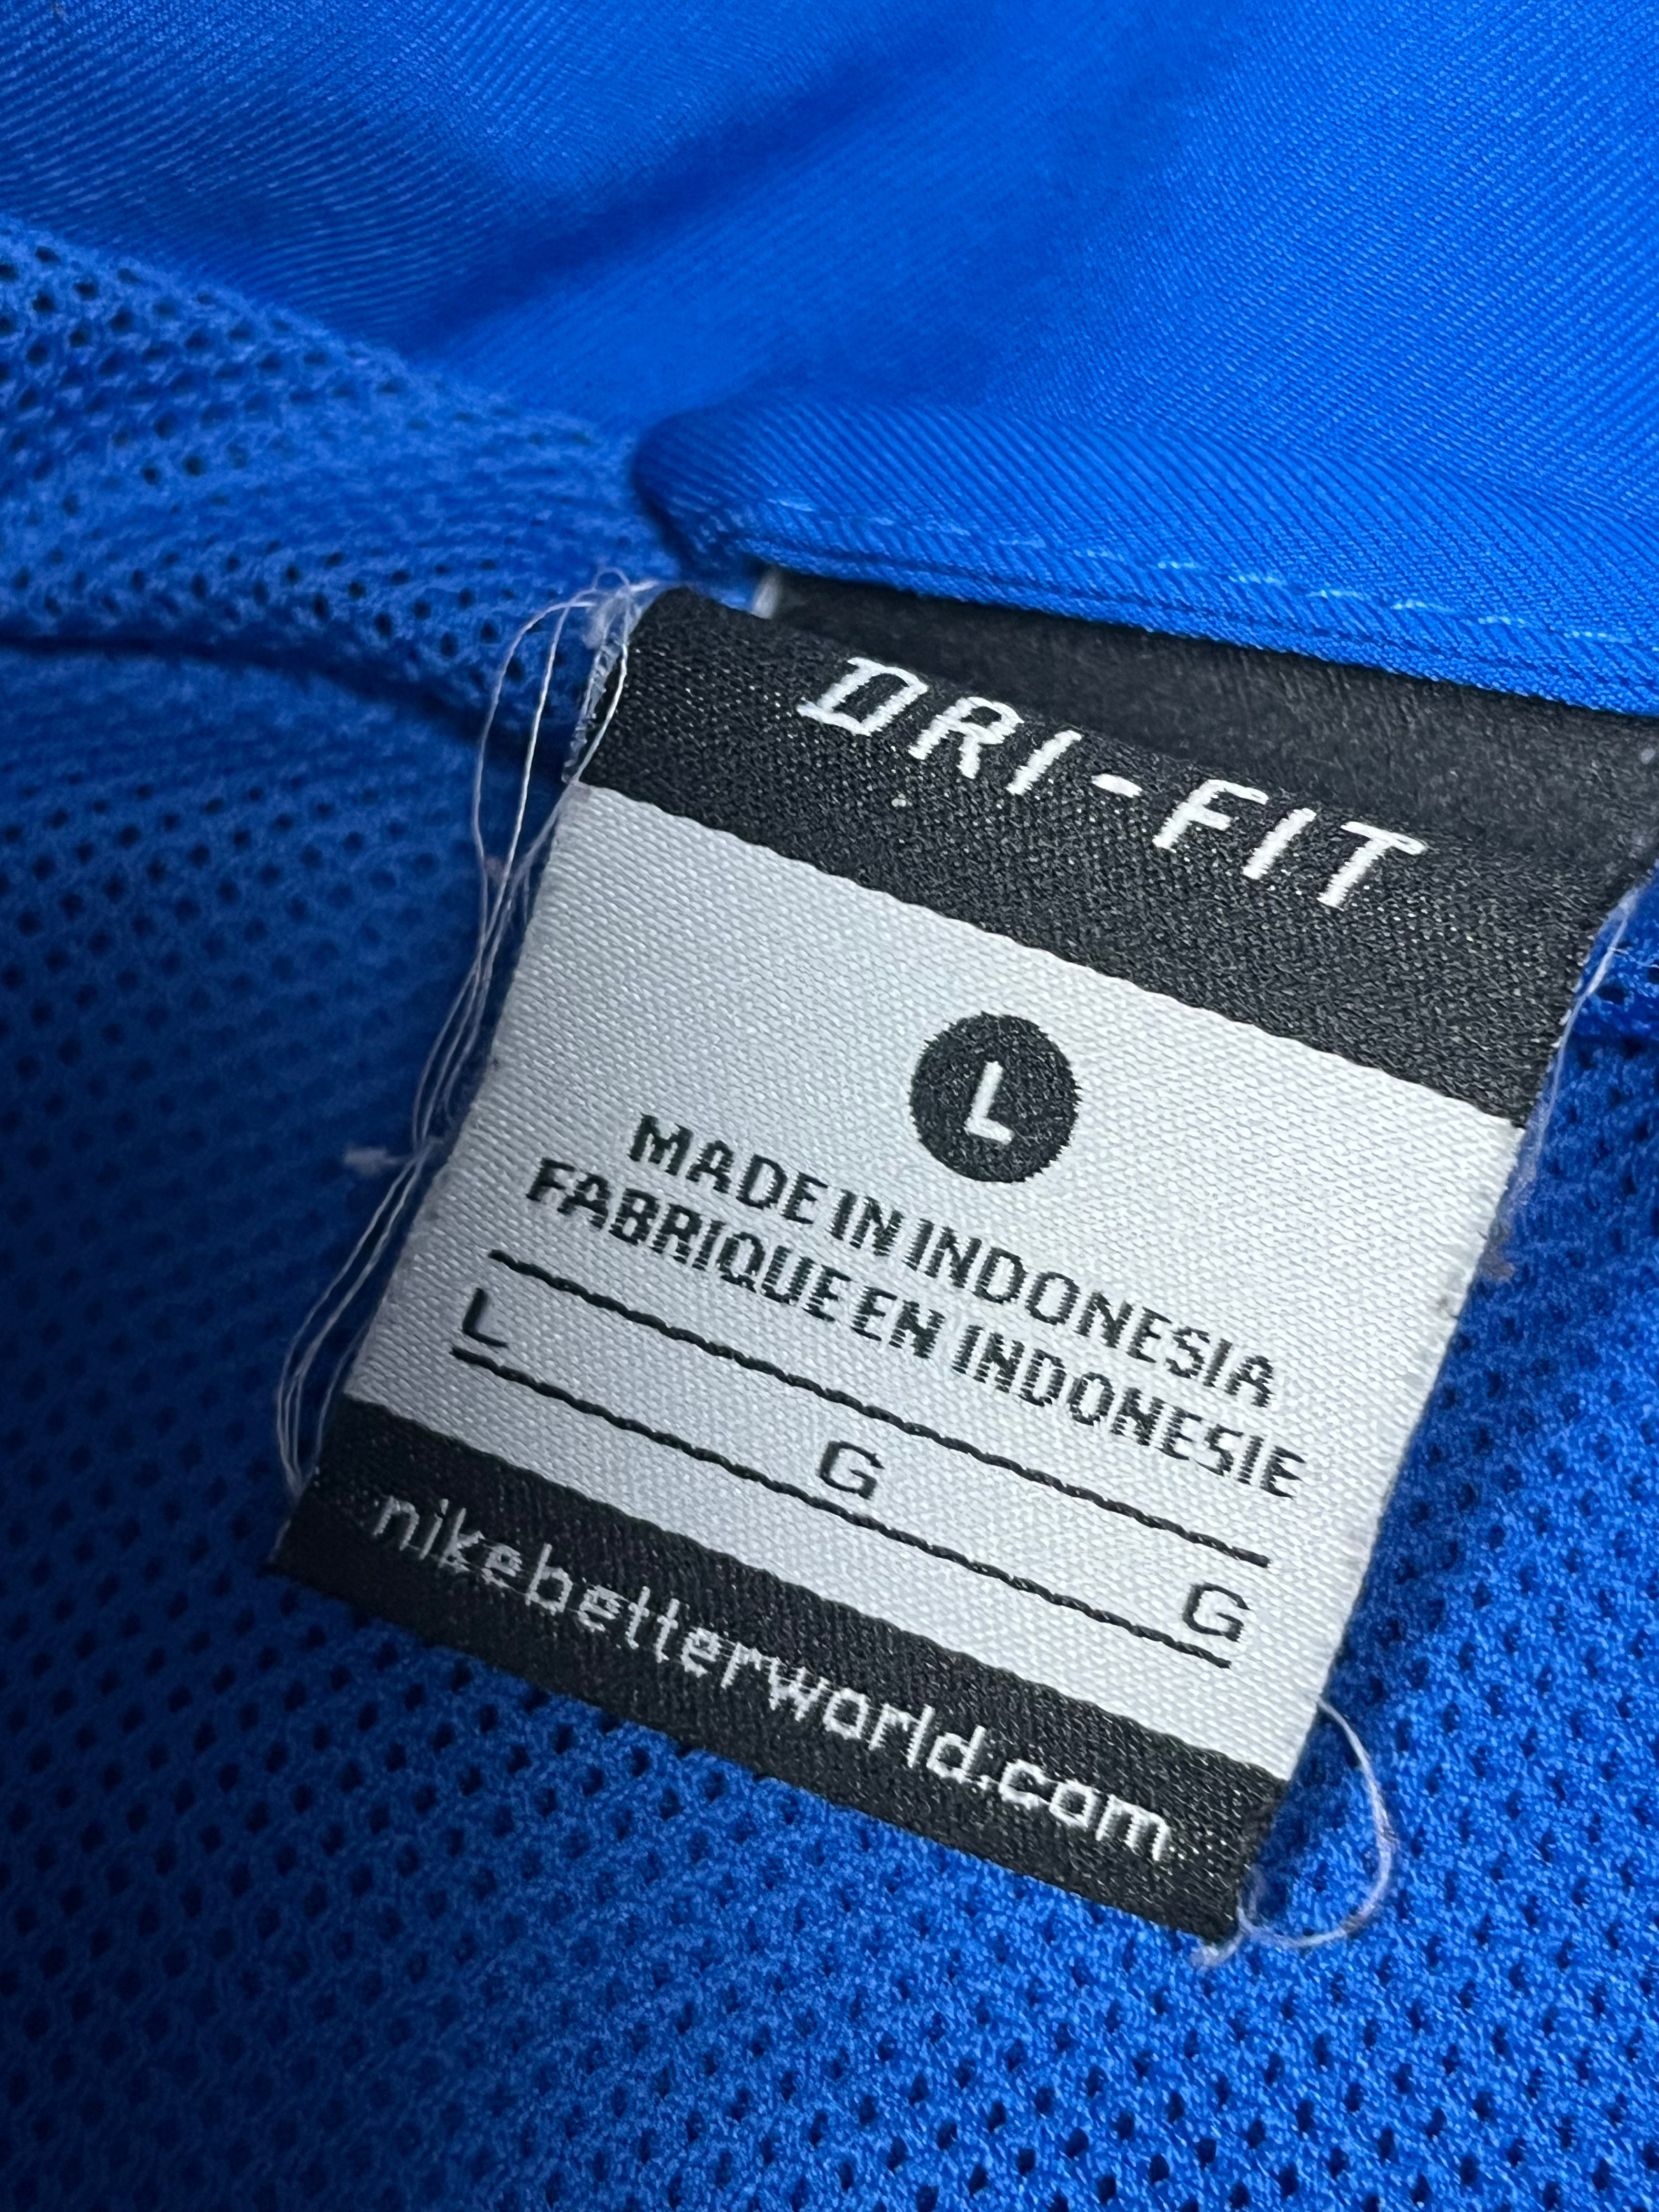 DRI-FIT
L
MADE IN INDONESIA
FABRIQUE EN INDONESIE
L G G
nikebetterworld.com